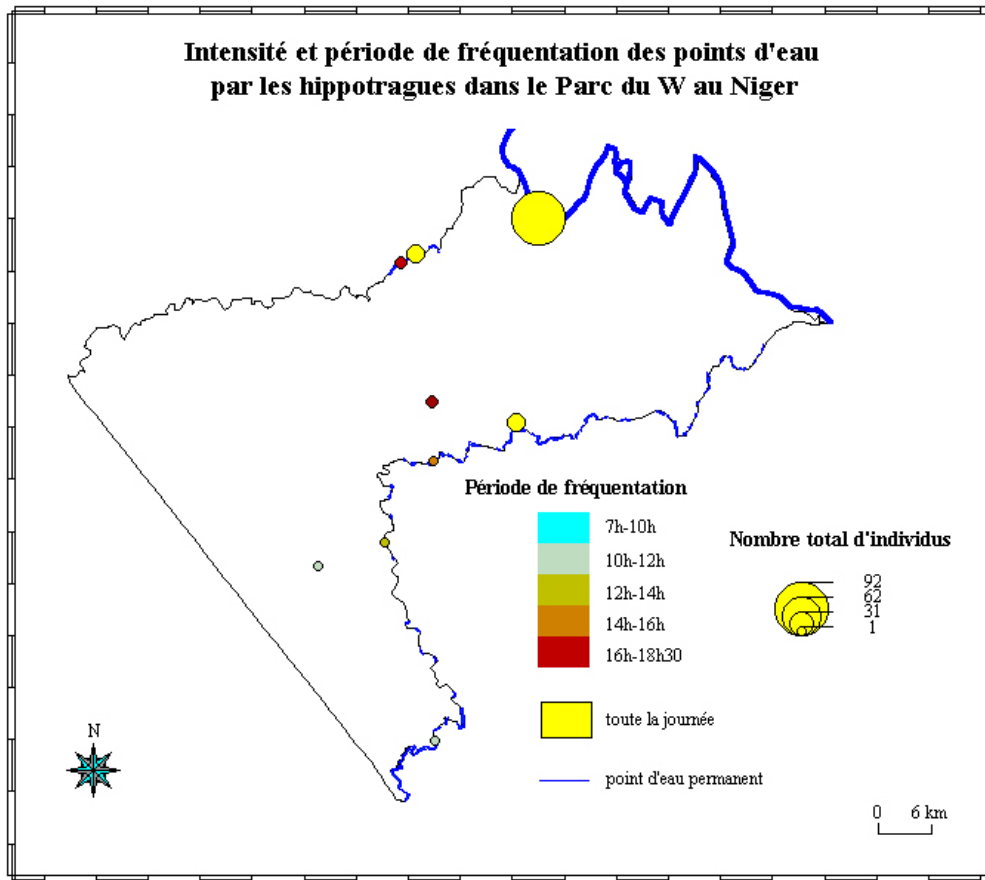 Intensité et période de fréquentation des points d'eau
par les hippotragues dans le Parc du W au Niger
Période de fréquentation
7h-10h
10h-12h
12h-14h
14h-16h
16h-18h30
toute la journée
point d'eau permanent
Nombre total d'individus
92
62
31
1
N
0 6 km